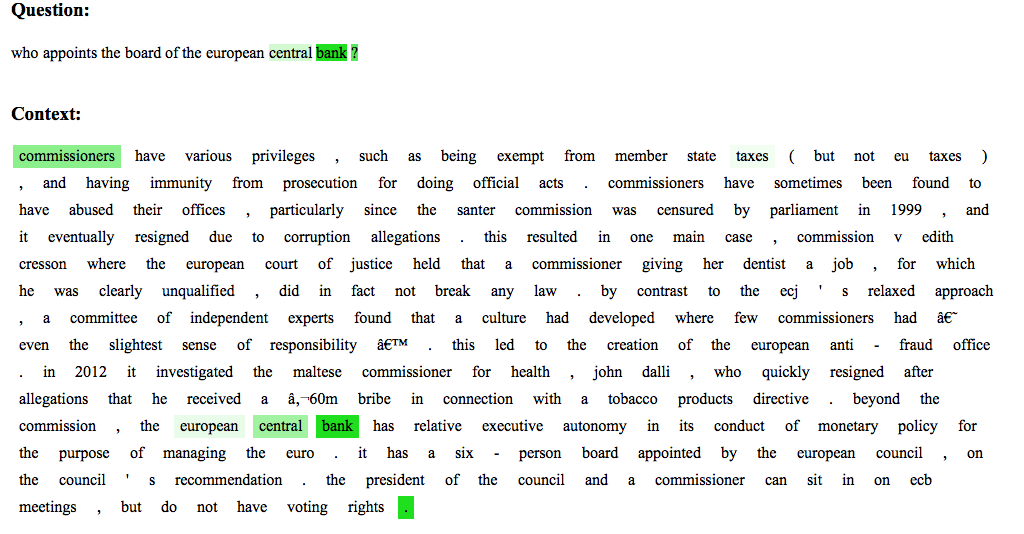 Question:
who appoints the board of the european central bank ?
Context:
commissioners have various privileges , such as being exempt from member state taxes ( but not eu taxes )
, and having immunity from prosecution for doing official acts . commissioners have sometimes been found to
have abused their offices , particularly since the santer commission was censured by parliament in 1999 , and
it eventually resigned due to corruption allegations . this resulted in one main case , commission v edith
cresson where the european court of justice held that a commissioner giving her dentist a job , for which
he was clearly unqualified , did in fact not break any law . by contrast to the ecj ' s relaxed approach
, a committee of independent experts found that a culture had developed where few commissioners had â€˜
even the slightest sense of responsibility â€™ . this led to the creation of the european anti - fraud office
. in 2012 it investigated the maltese commissioner for health , john dalli , who quickly resigned after
allegations that he received a â‚¬60m bribe in connection with a tobacco products directive . beyond the
commission , the european central bank has relative executive autonomy in its conduct of monetary policy for
the purpose of managing the euro . it has a six - person board appointed by the european council , on
the council ' s recommendation . the president of the council and a commissioner can sit in on ecb
meetings , but do not have voting rights .